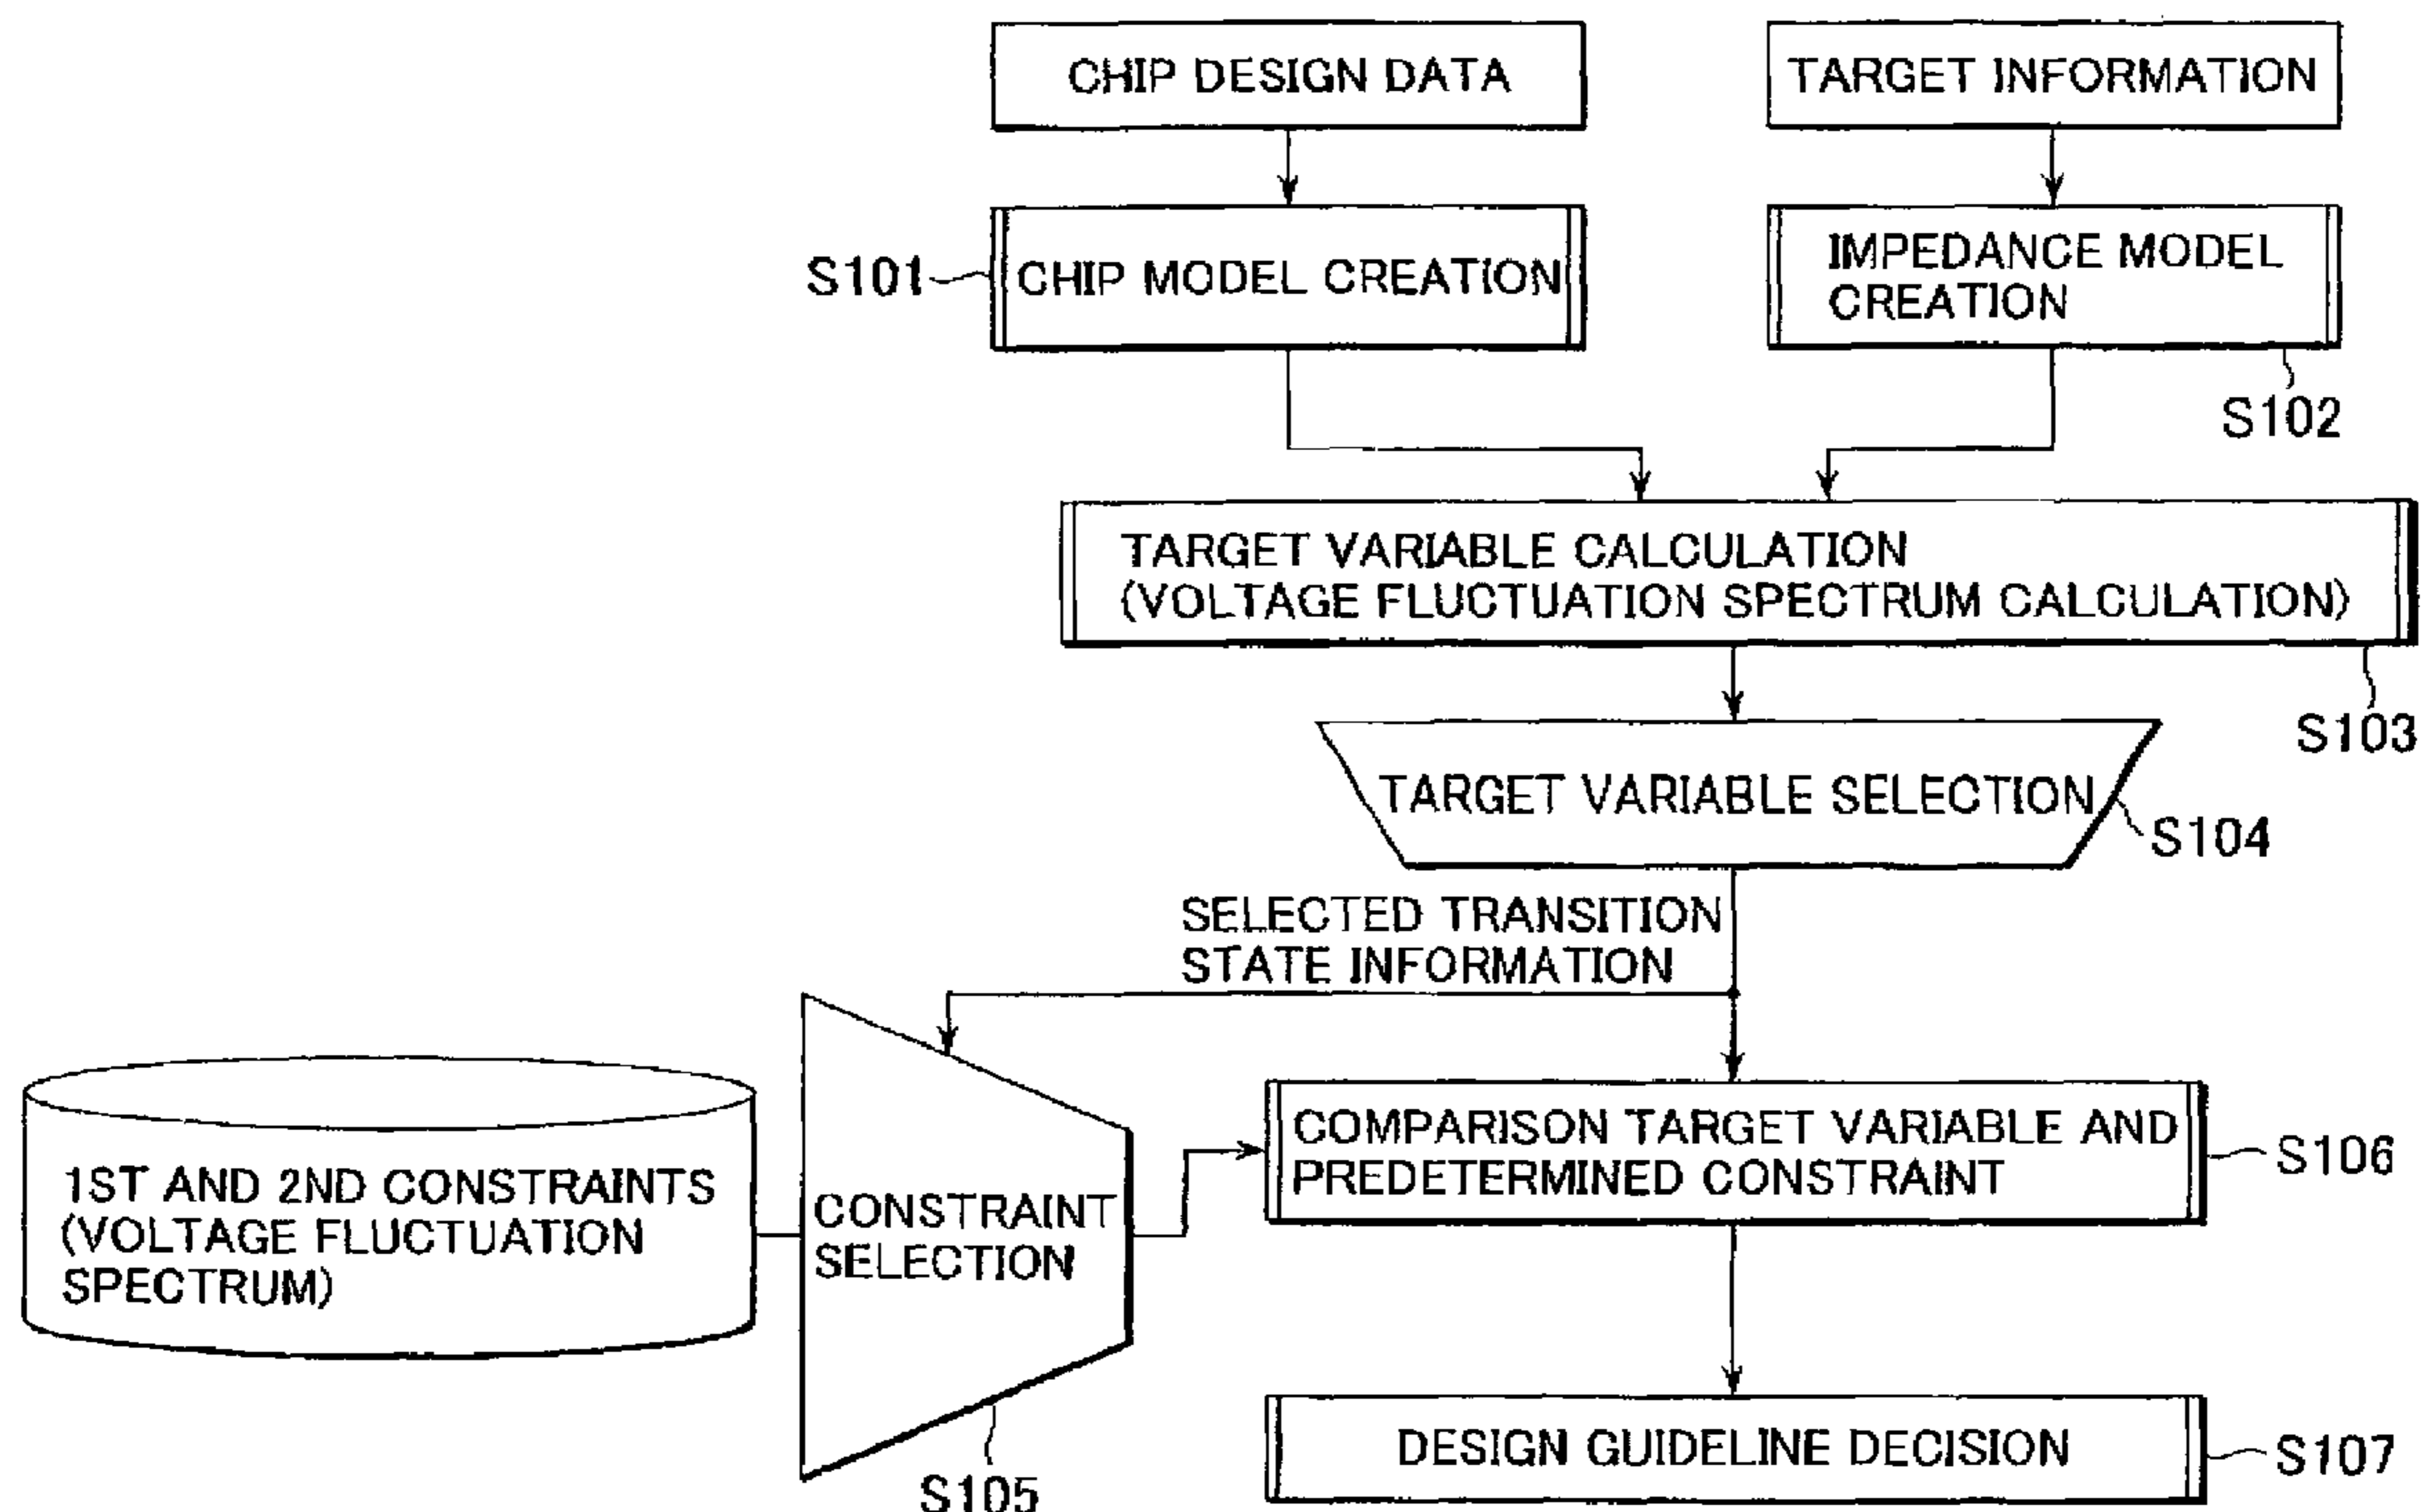 CHIP DESIGN DATA
TARGET INFORMATION
S101
CHIP MODEL CREATION
IMPEDANCE MODEL
CREATION
S102
TARGET VARIABLE CALCULATION
(VOLTAGE FLUCTUATION SPECTRUM CALCULATION)
S103
TARGET VARIABLE SELECTION
S104
SELECTED TRANSITION
STATE INFORMATION
1ST AND 2ND CONSTRAINTS
(VOLTAGE FLUCTUATION
SPECTRUM)
CONSTRAINT
SELECTION
S105
COMPARISON TARGET VARIABLE AND
PREDETERMINED CONSTRAINT
S106
DESIGN GUIDELINE DECISION
S107